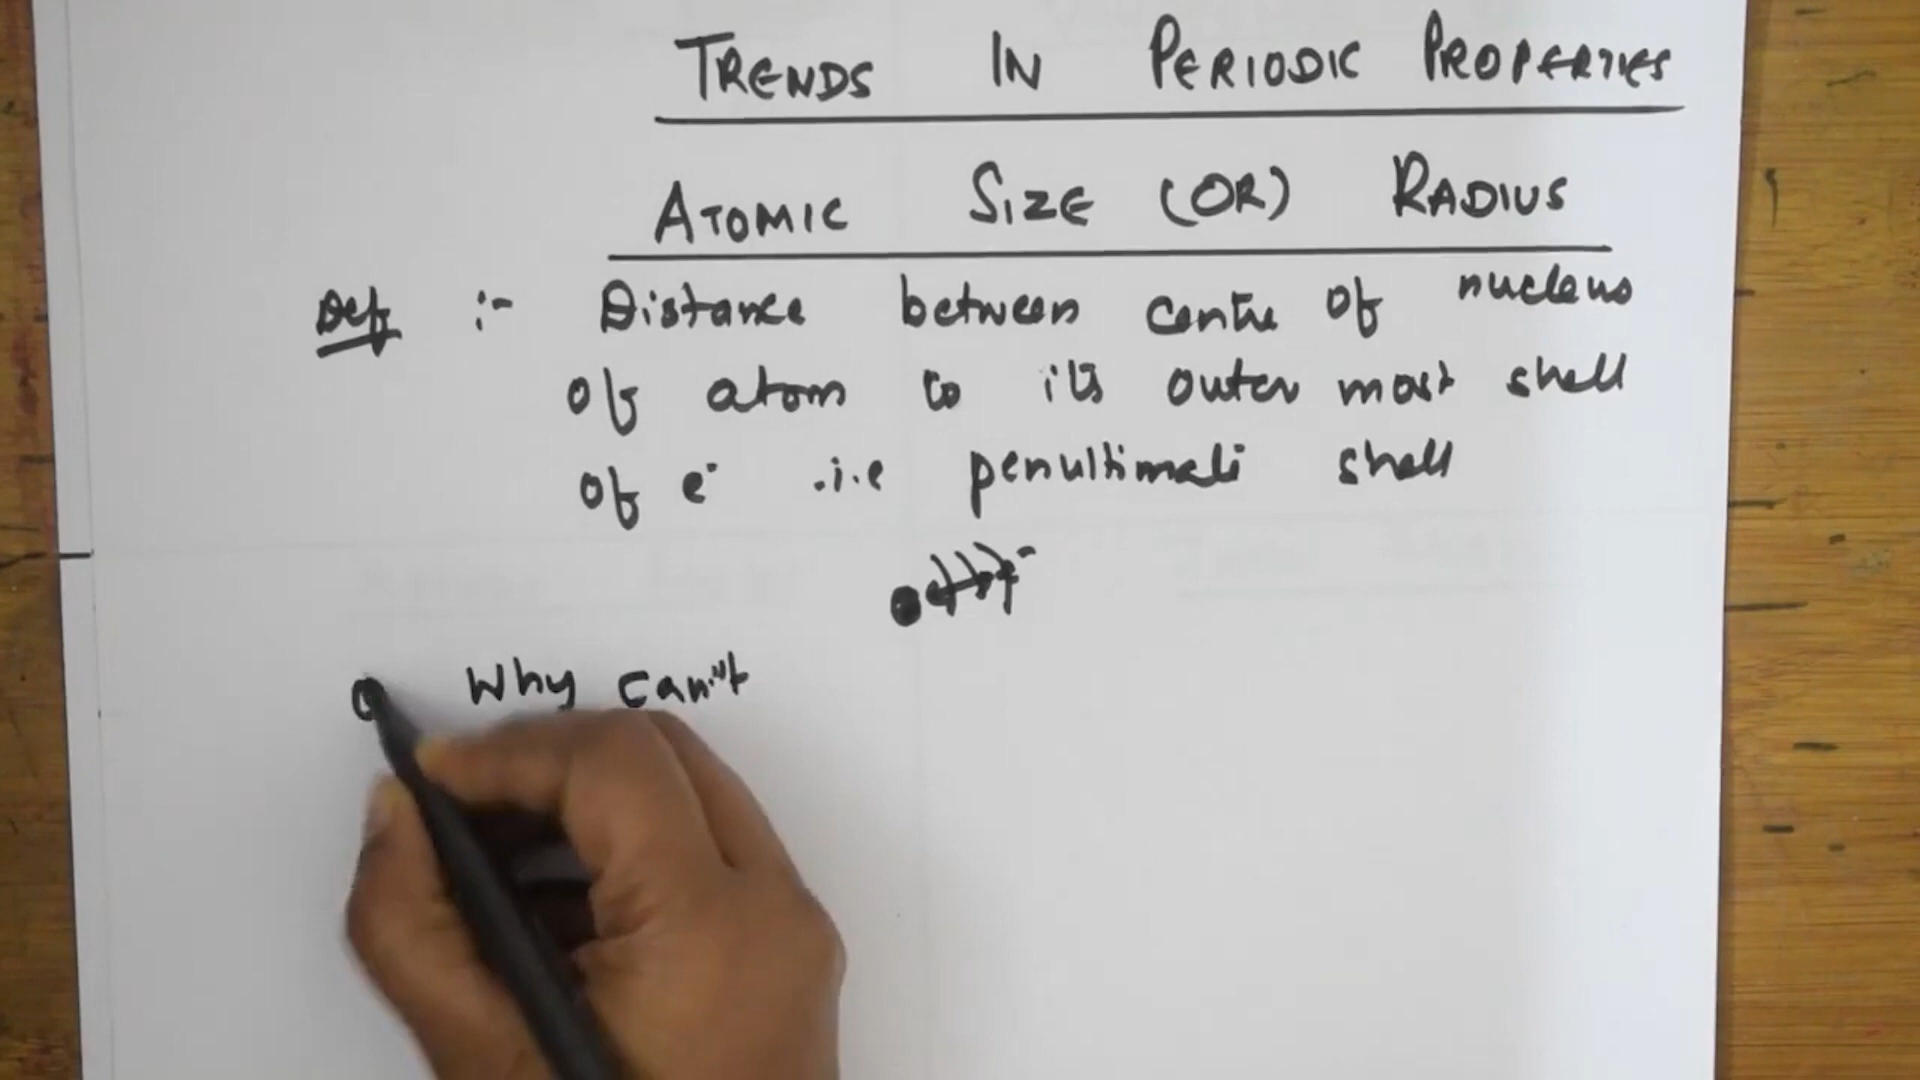 TRENDS IN PERIODIC PROPERTIES
ATOMIC SIZE (OR) RADIUS
Def :- Distance between centre of nucleus
of atom to its outer most shell
of e- .i.e penultimate shell
Why can't